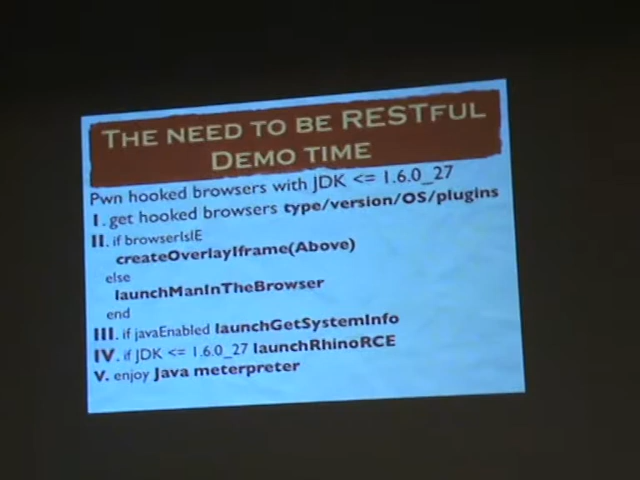 THE NEED TO BE RESTFUL
DEMO TIME
Pwn hooked browsers with JDK <= 1.6.0_27
I. get hooked browsers type/version/OS/plugins
II. if browserIsIE
createOverlayIframe(Above)
else
launchManInTheBrowser
end
III. if javaEnabled launchGetSystemInfo
IV. if JDK <= 1.6.0_27 launchRhinoRCE
V. enjoy Java meterpreter